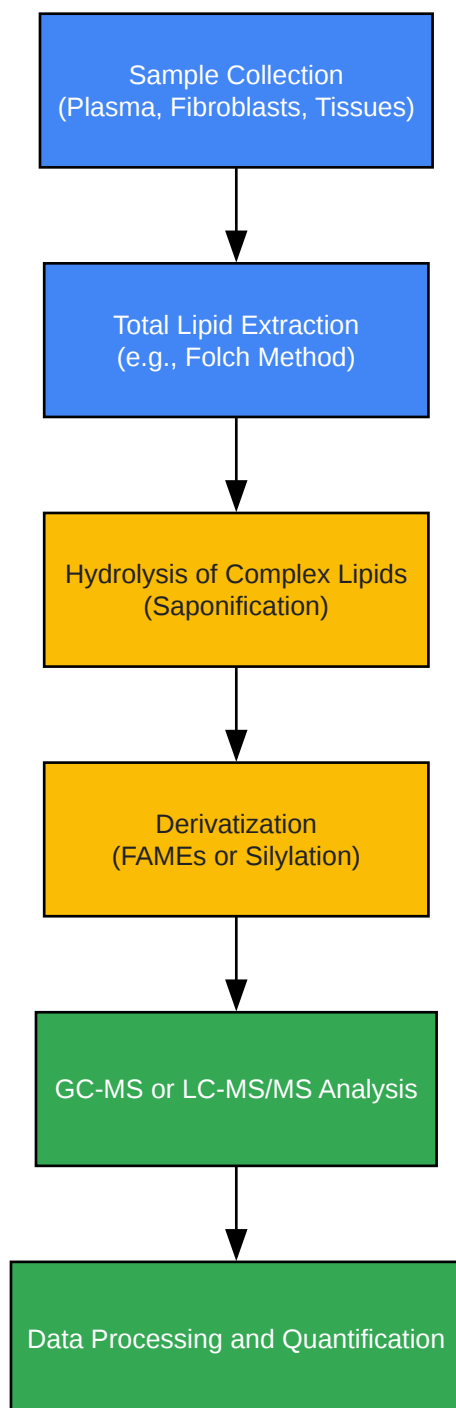 Sample Collection
(Plasma, Fibroblasts, Tissues)
Total Lipid Extraction
(e.g., Folch Method)
Hydrolysis of Complex Lipids
(Saponification)
Derivatization
(FAMEs or Silylation)
GC-MS or LC-MS/MS Analysis
Data Processing and Quantification